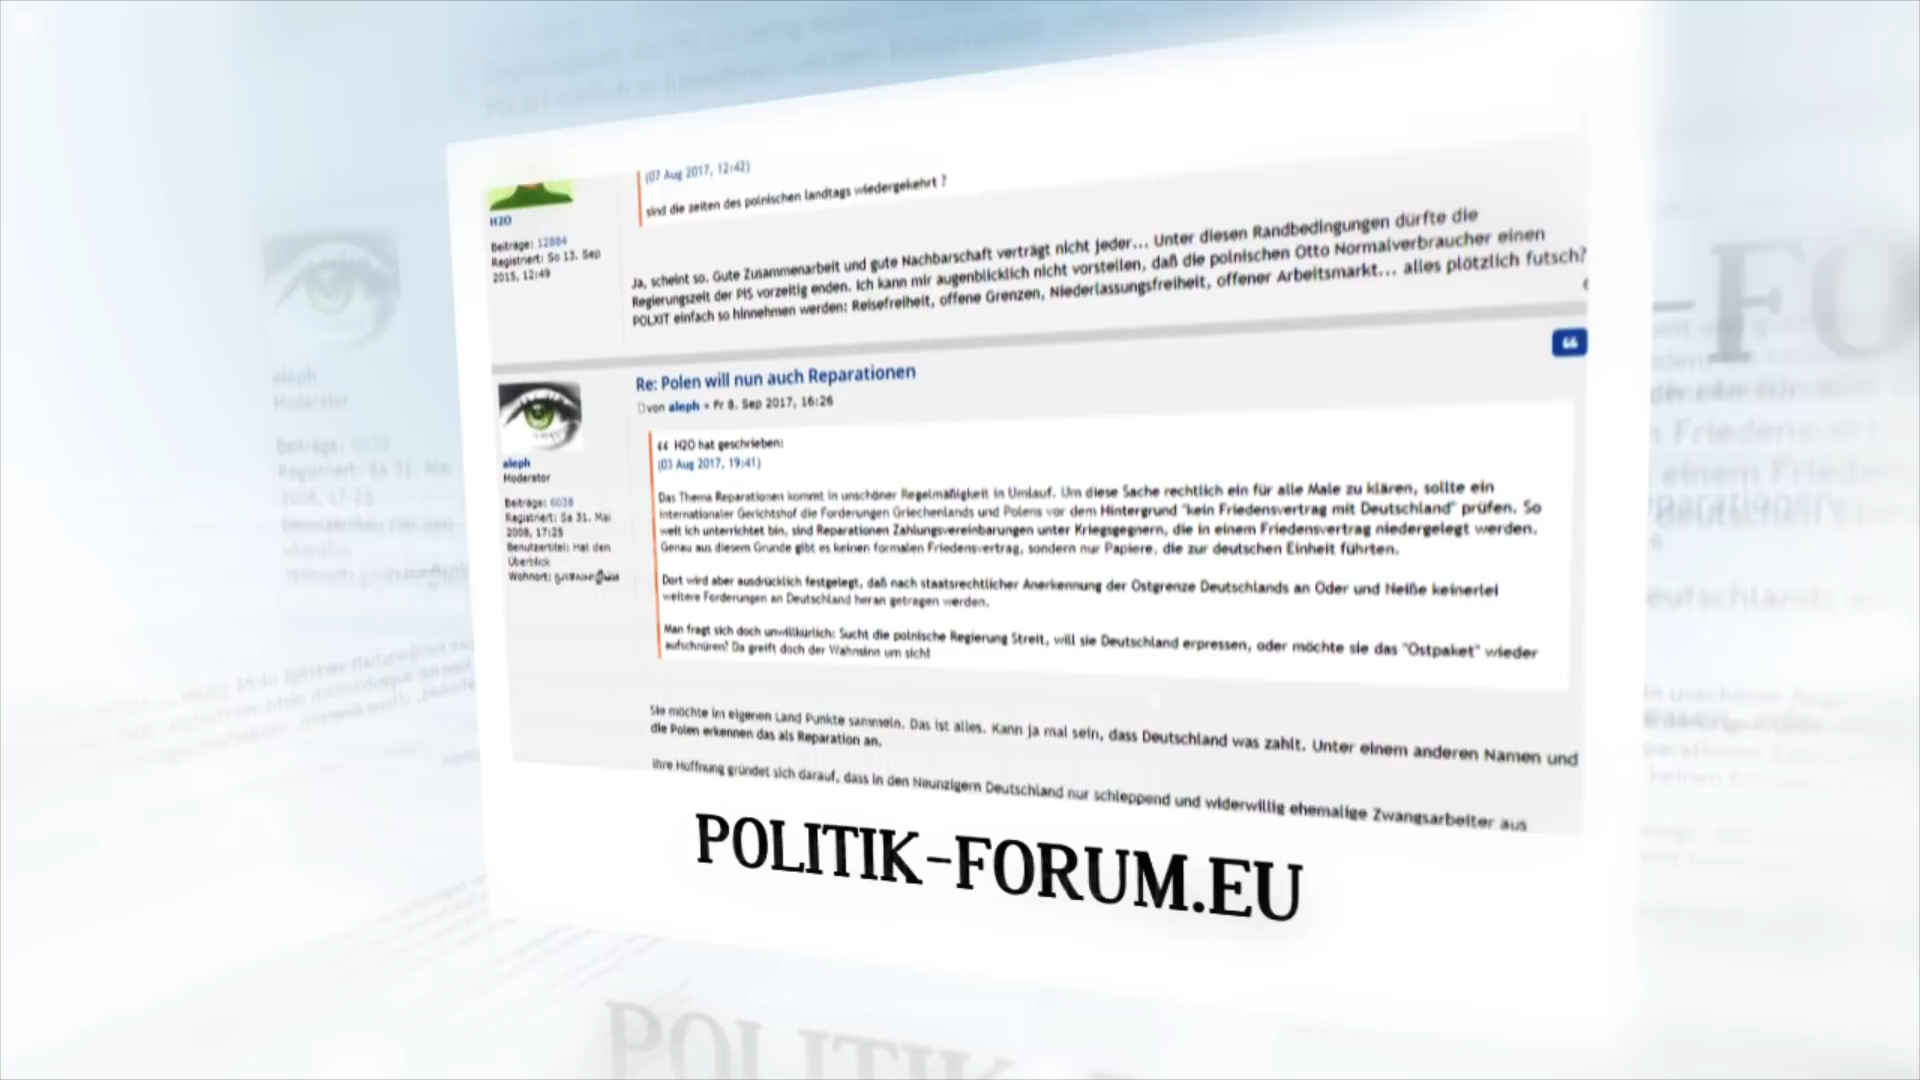 (07 Aug 2017, 12:42)
sind die zeiten des polnischen landtags wiedergekehrt ?
H2O
Beiträge: 12884
Registriert: So 13. Sep
2015, 12:49
Ja, scheint so. Gute Zusammenarbeit und gute Nachbarschaft verträgt nicht jeder... Unter diesen Randbedingungen dürfte die
Regierungszeit der PIS vorzeitig enden. Ich kann mir augenblicklich nicht vorstellen, daß die polnischen Otto Normalverbraucher einen
POLXIT einfach so hinnehmen werden: Reisefreiheit, offene Grenzen, Niederlassungsfreiheit, offener Arbeitsmarkt... alles plötzlich futsch?
Re: Polen will nun auch Reparationen
von aleph » Fr 8. Sep 2017, 16:26
aleph
Moderator
Beiträge: 6028
Registriert: Sa 31. Mai
2008, 17:25
Benutzertitel: Hat den
Überblick
Wohnort:
H2O hat geschrieben:
(03 Aug 2017, 19:41)
Das Thema Reparationen kommt in unschöner Regelmäßigkeit in Umlauf. Um diese Sache rechtlich ein für alle Male zu klären, sollte ein
internationaler Gerichtshof die Forderungen Griechenlands und Polens vor dem Hintergrund "kein Friedensvertrag mit Deutschland" prüfen. So
weit ich unterrichtet bin, sind Reparationen Zahlungsvereinbarungen unter Kriegsgegnern, die in einem Friedensvertrag niedergelegt werden.
Genau aus diesem Grunde gibt es keinen formalen Friedensvertrag, sondern nur Papiere, die zur deutschen Einheit führten.
Dort wird aber ausdrücklich festgelegt, daß nach staatsrechtlicher Anerkennung der Ostgrenze Deutschlands an Oder und Neiße keinerlei
weitere Forderungen an Deutschland heran getragen werden.
Man fragt sich doch unwillkürlich: Sucht die polnische Regierung Streit, will sie Deutschland erpressen, oder möchte sie das "Ostpaket" wieder
aufschnüren? Da greift doch der Wahnsinn um sich!
Sie möchte im eigenen Land Punkte sammeln. Das ist alles. Kann ja mal sein, dass Deutschland was zahlt. Unter einem anderen Namen und
die Polen erkennen das als Reparation an.
Ihre Hoffnung gründet sich darauf, dass in den Neunzigern Deutschland nur schleppend und widerwillig ehemalige Zwangsarbeiter aus
POLITIK-FORUM.EU